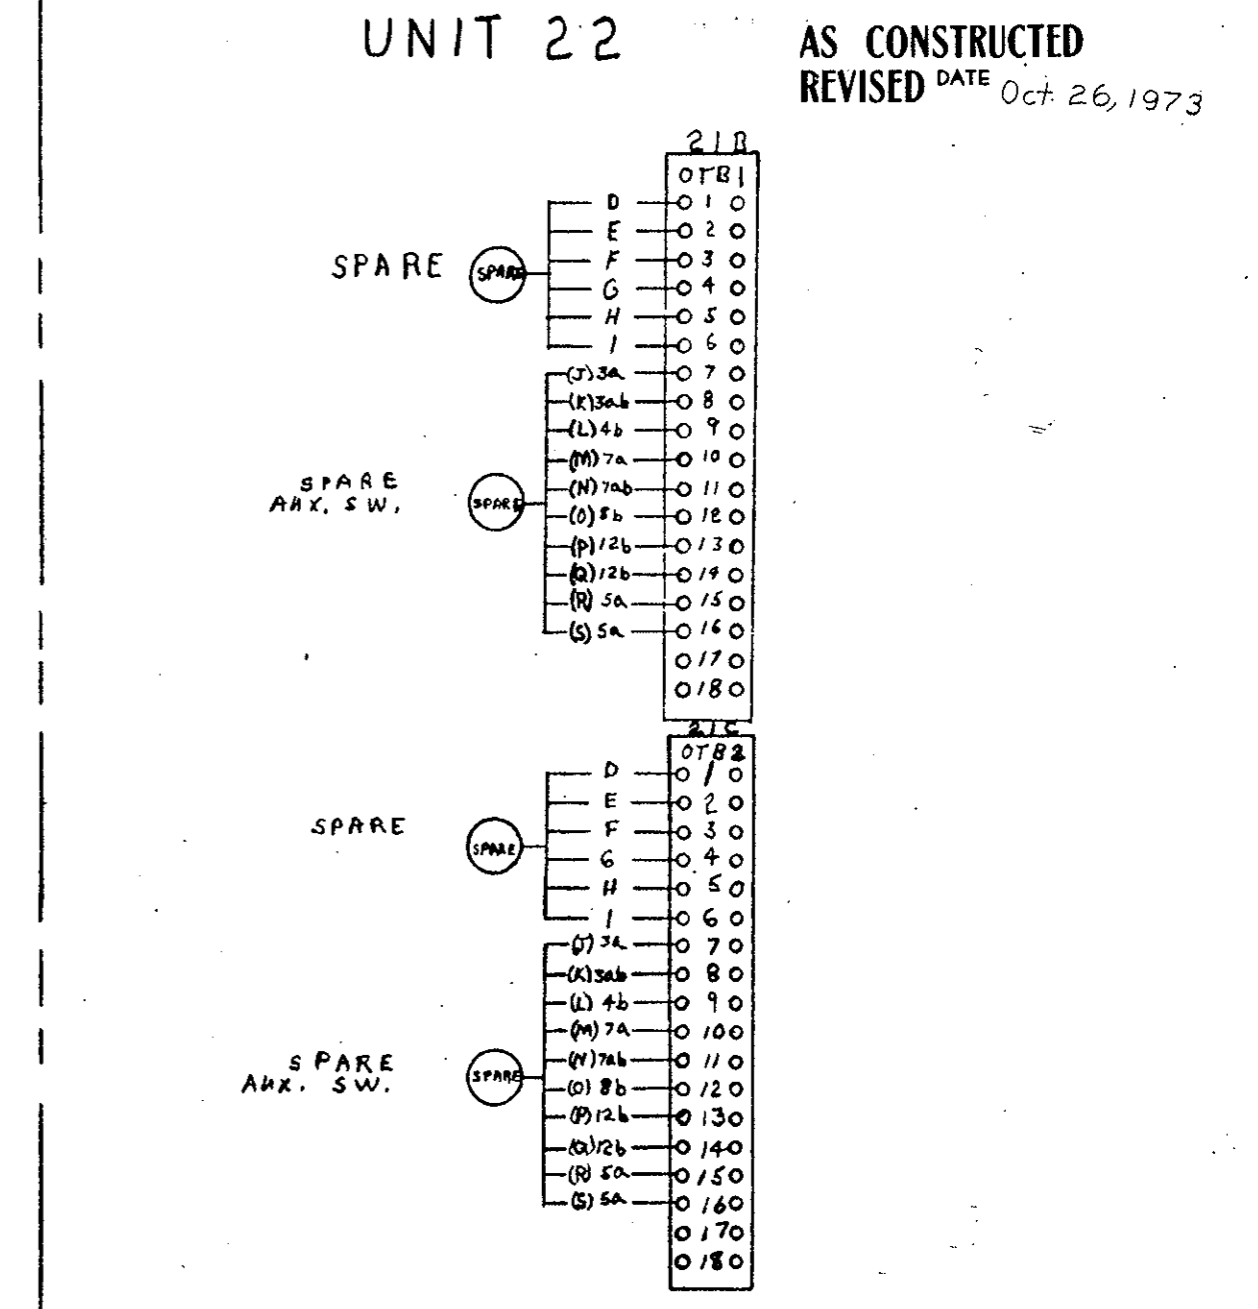 UNIT 22
AS CONSTRUCTED
REVISED DATE Oct. 26, 1973
21B
OTB1
D 1
E 2
SPARE SPARE F 3
G 4
H 5
I 6
(J) 3a 7
(K) 3ab 8
(L) 4b 9
(M) 7a 10
SPARE (N) 7ab 11
AUX. SW. SPARE
(O) 8b 12
(P) 12b 13
(Q) 12b 14
(R) 5a 15
(S) 5a 16
17
18
21C
OTB2
D 1
E 2
SPARE F 3
SPARE G 4
H 5
I 6
(J) 3a 7
(K) 3ab 8
(L) 4b 9
(M) 7a 10
SPARE (N) 7ab 11
AUX. SW. SPARE (O) 8b 12
(P) 12b 13
(Q) 12b 14
(R) 5a 15
(S) 5a 16
17
18